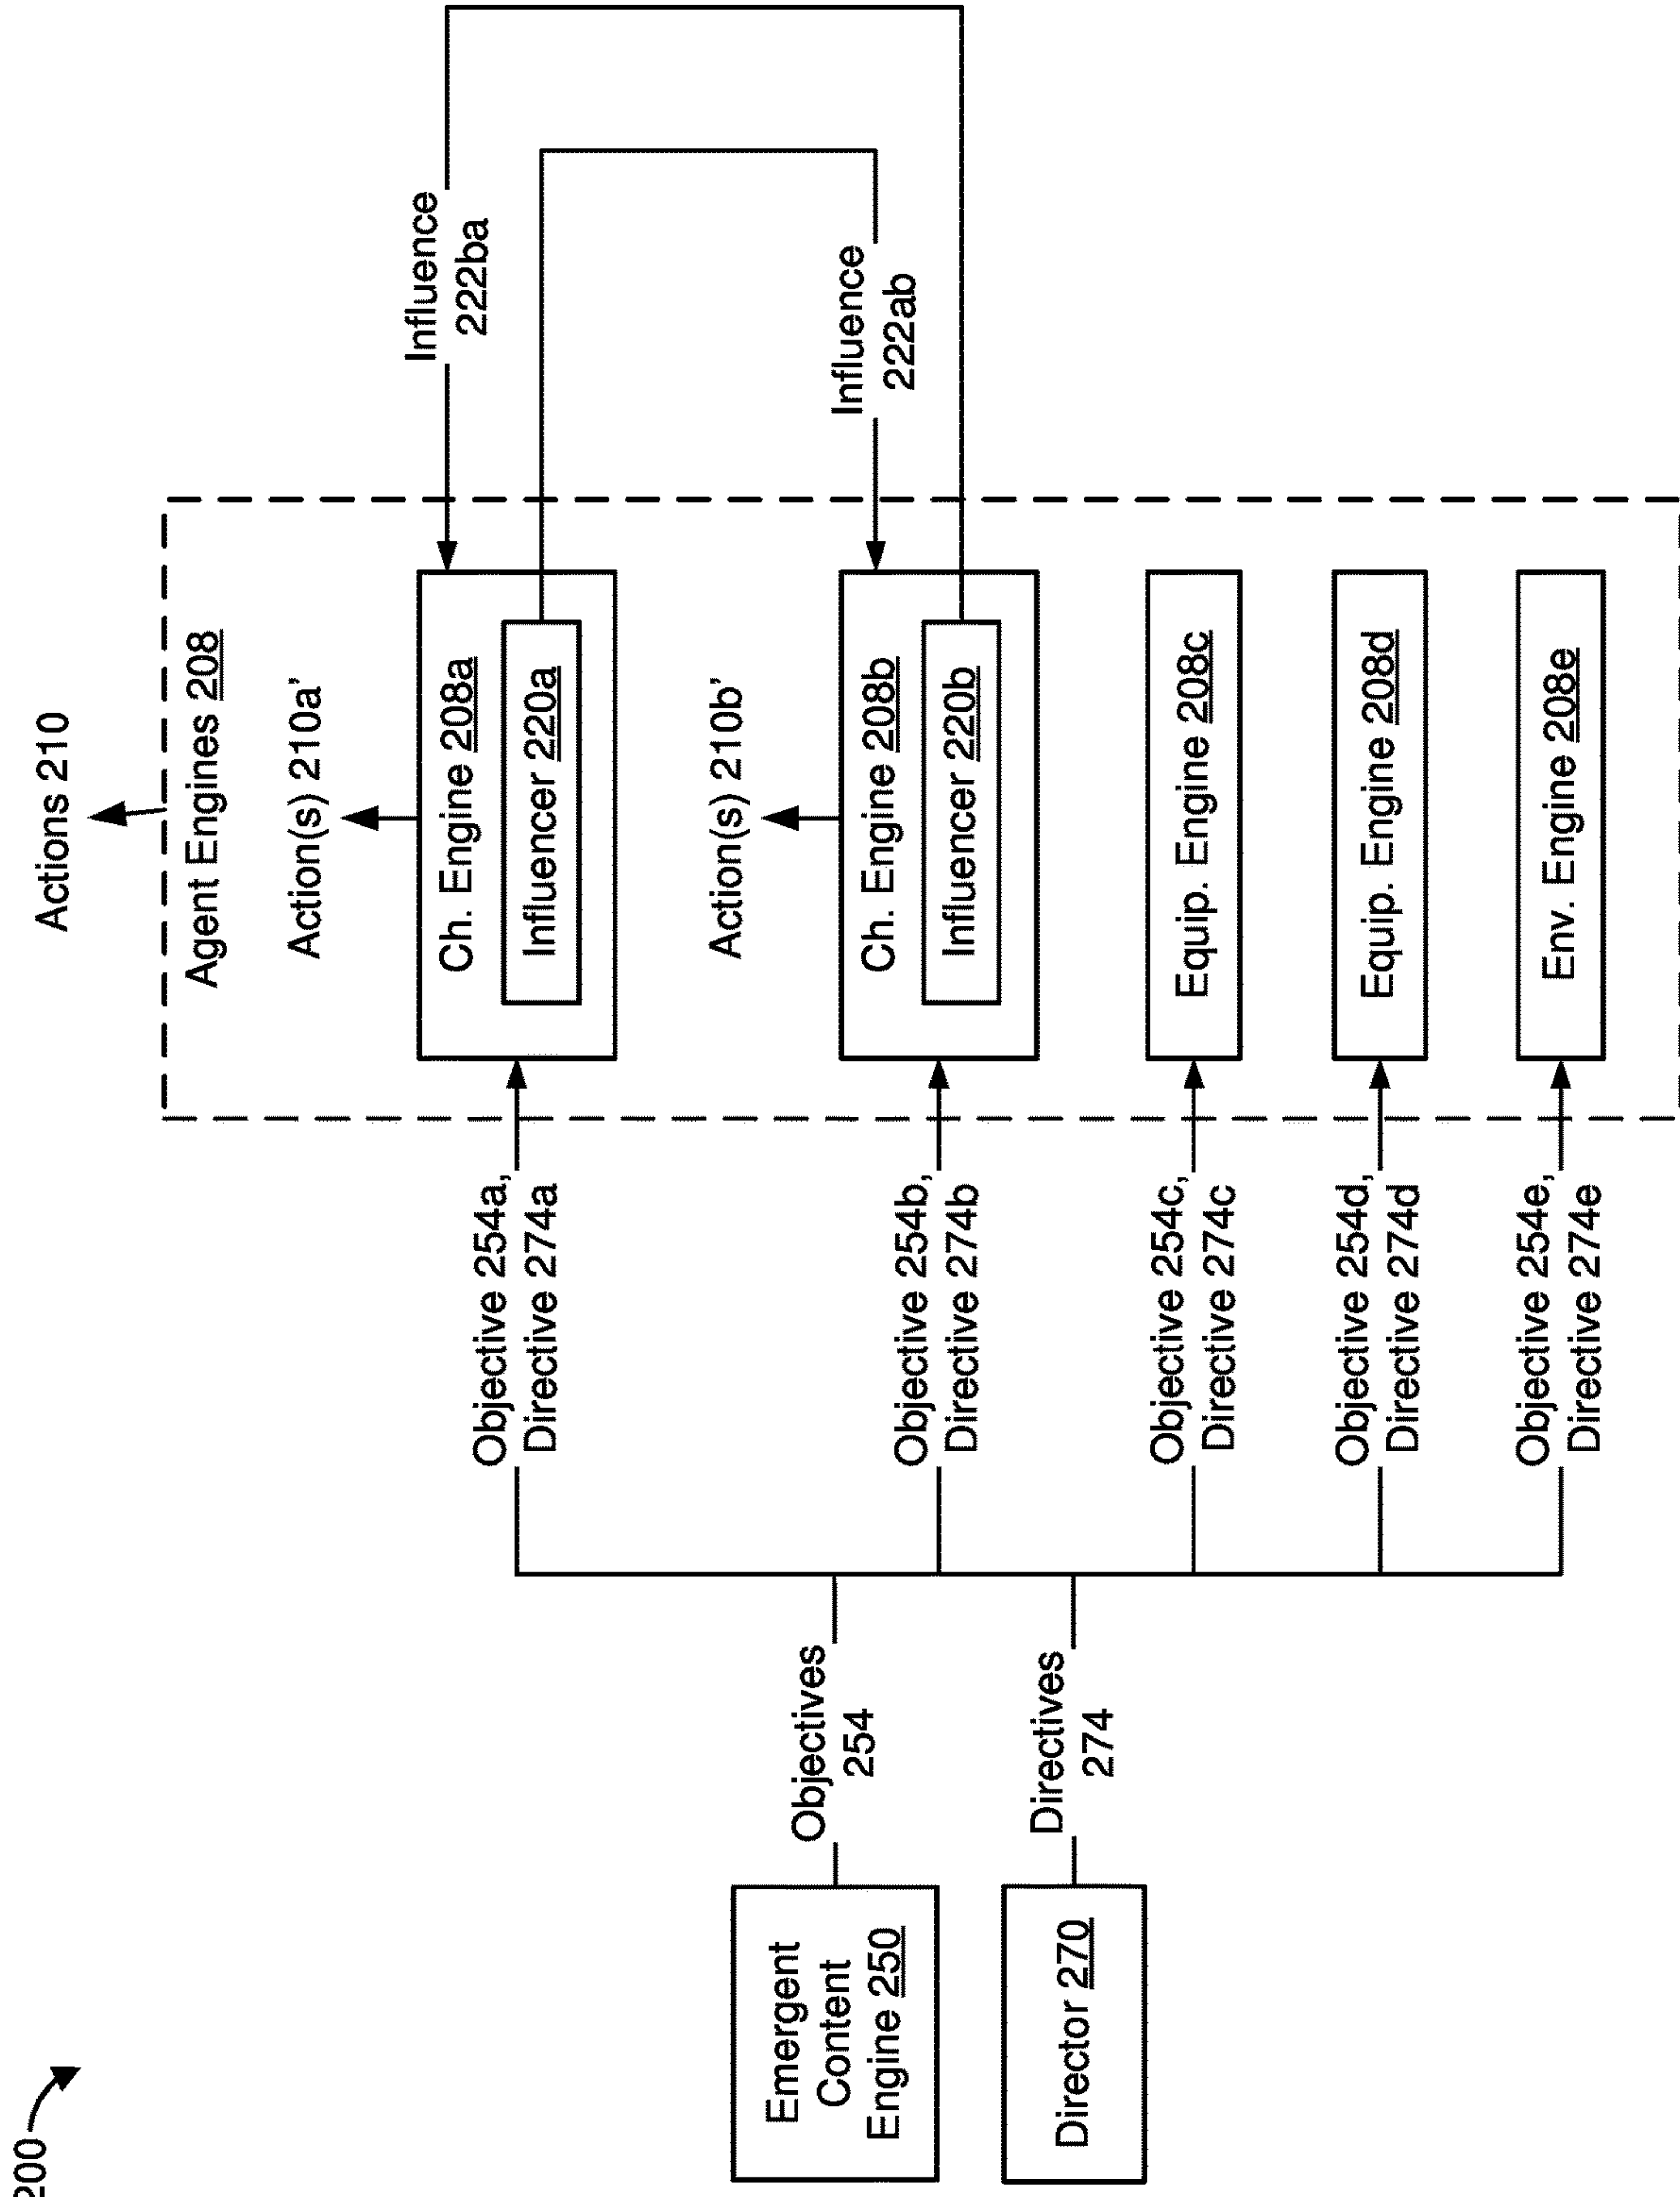 200
Emergent
Content
Engine 250
Director 270
Objectives
254
Directives
274
Objective 254a,
Directive 274a
Objective 254b,
Directive 274b
Objective 254c,
Directive 274c
Objective 254d,
Directive 274d
Objective 254e,
Directive 274e
Actions 210
Agent Engines 208
Action(s) 210a’
Ch. Engine 208a
Influencer 220a
Action(s) 210b’
Ch. Engine 208b
Influencer 220b
Equip. Engine 208c
Equip. Engine 208d
Env. Engine 208e
Influence
222ba
Influence
222ab